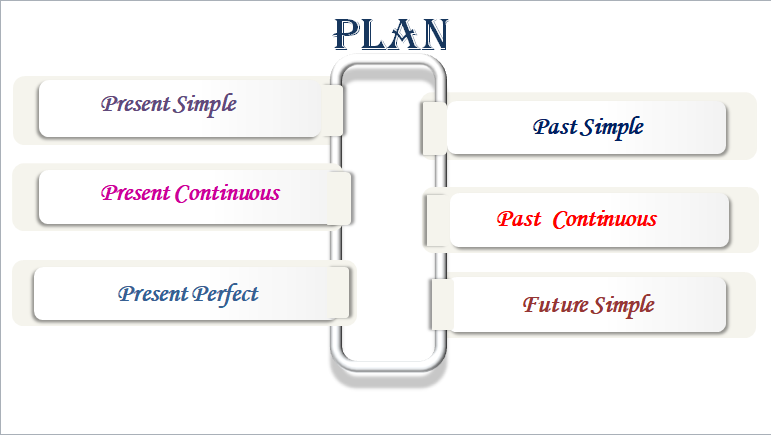 PLAN
Present Simple
Present Continuous
Present Perfect
Past Simple
Past Continuous
Future Simple